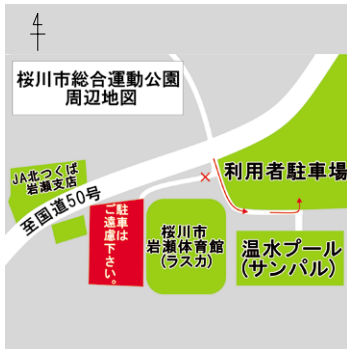 桜川市総合運動公園
周辺地図
JA北つくば
岩瀬支店
至国道50号
駐車は
ご遠慮下さい。
桜川市
岩瀬体育館
(ラスカ)
利用者駐車場
温水プール
(サンパル)